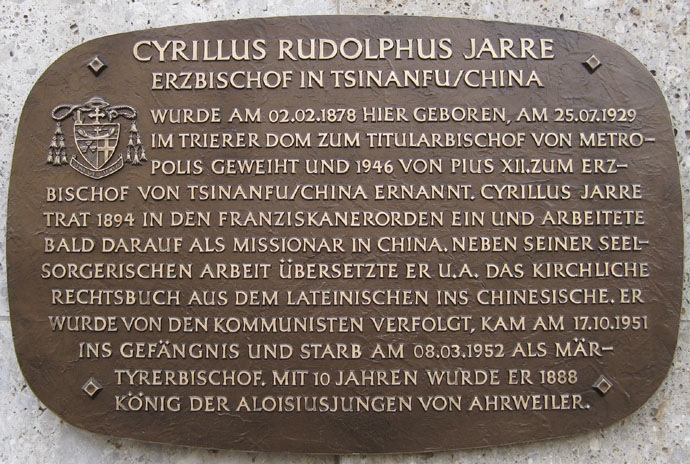 CYRILLUS RUDOLPHUS JARRE
ERZBISCHOF IN TSINANFU/CHINA
WURDE AM 02.02.1878 HIER GEBOREN, AM 25.07.1929
IM TRIERER DOM ZUM TITULARBISCHOF VON METRO-
POLIS GEWEIHT UND 1946 VON PIUS XII. ZUM ERZ-
BISCHOF VON TSINANFU/CHINA ERNANNT. CYRILLUS JARRE
TRAT 1894 IN DEN FRANZISKANERORDEN EIN UND ARBEITETE
BALD DARAUF ALS MISSIONAR IN CHINA. NEBEN SEINER SEEL-
SORGERISCHEN ARBEIT ÜBERSETZTE ER U.A. DAS KIRCHLICHE
RECHTSBUCH AUS DEM LATEINISCHEN INS CHINESISCHE. ER
WURDE VON DEN KOMMUNISTEN VERFOLGT, KAM AM 17.10.1951
INS GEFÄNGNIS UND STARB AM 08.03.1952 ALS MÄR-
TYRERBISCHOF. MIT 10 JAHREN WURDE ER 1888
KÖNIG DER ALOISIUSJUNGEN VON AHRWEILER.